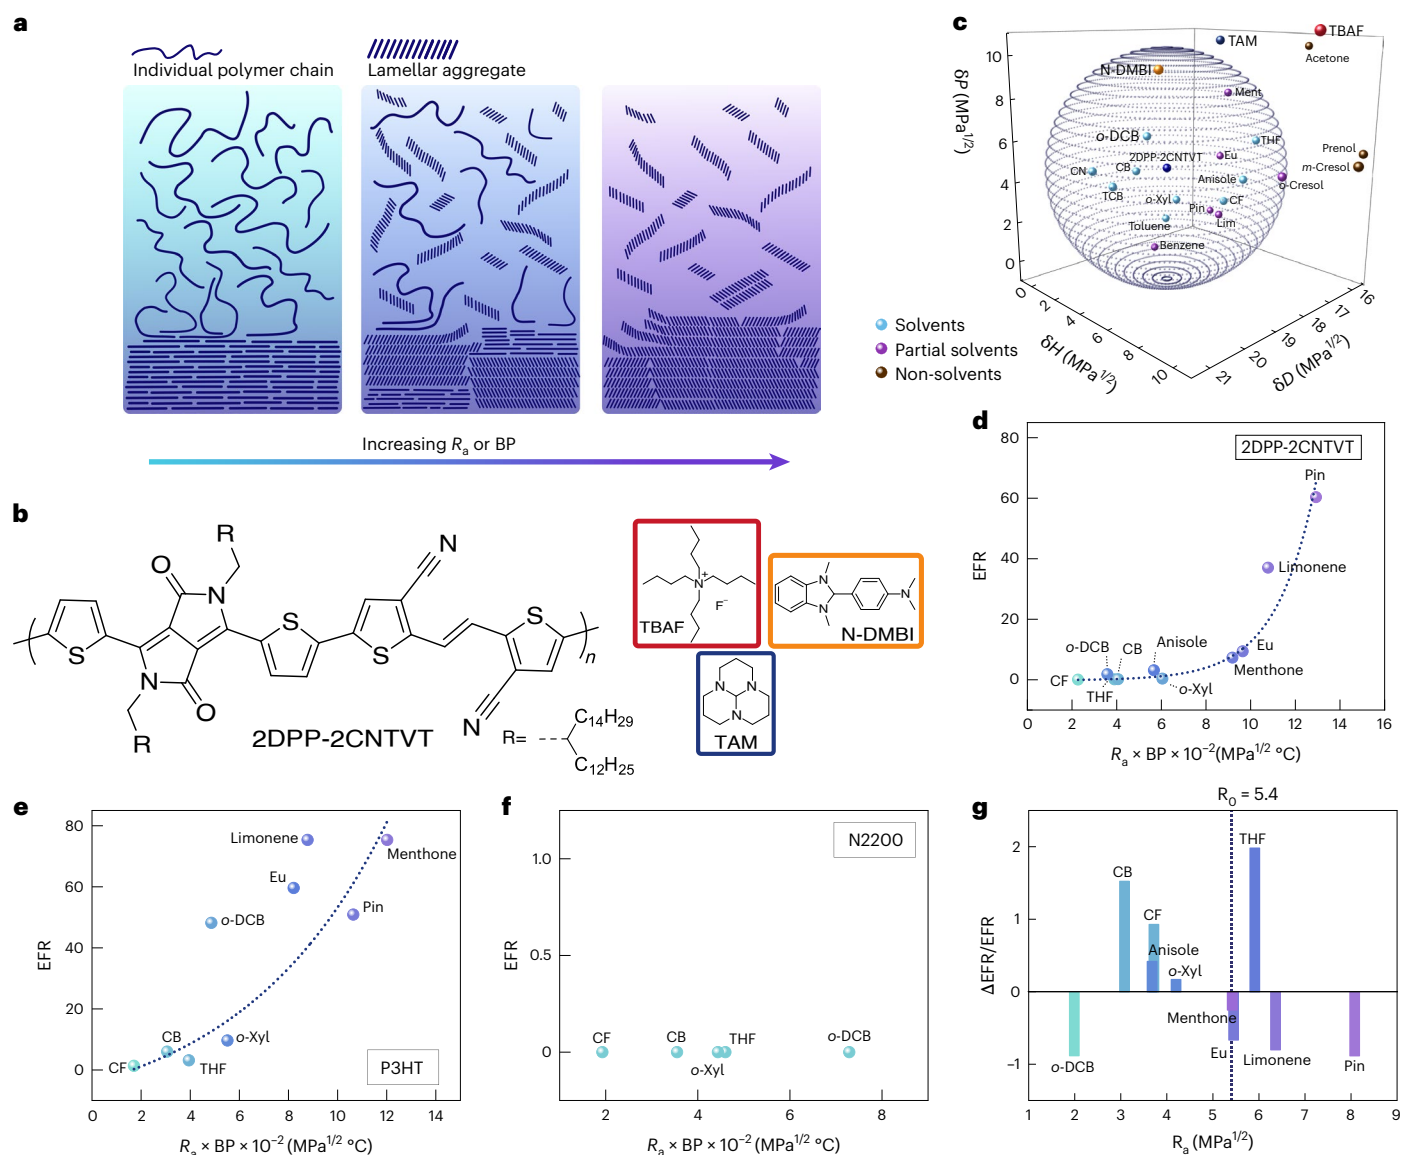 a
Individual polymer chain
Lamellar aggregate
Increasing Ra or BP
b
R
O
N
S
S
S
S
N
N
O
R
N
n
2DPP-2CNTVT
R=
C14H29
C12H25
N+
F−
TBAF
N
N
N
N-DMBI
N
N
N
TAM
c
δP (MPa1/2)
10
8
6
4
2
0
TAM
TBAF
Acetone
N-DMBI
Ment
o-DCB
THF
2DPP-2CNTVT
Eu
Prenol
CN
CB
Anisole
m-Cresol
o-Cresol
TCB
o-Xyl
CF
Pin
Lim
Toluene
Benzene
0
2
4
6
8
10
δH (MPa1/2)
16
17
18
19
20
21
δD (MPa1/2)
Solvents
Partial solvents
Non-solvents
d
2DPP-2CNTVT
EFR
80
60
40
20
0
Pin
Limonene
Anisole
Eu
o-DCB
CB
Menthone
CF
THF
o-Xyl
0 2 4 6 8 10 12 14 16
Ra × BP × 10−2(MPa1/2 °C)
e
EFR
80
60
40
20
0
Limonene
Menthone
Eu
o-DCB
Pin
CB
o-Xyl
CF
THF
P3HT
0 2 4 6 8 10 12 14
Ra × BP × 10−2 (MPa1/2 °C)
f
N2200
EFR
1.0
0.5
0
CF
CB
THF
o-DCB
o-Xyl
2 4 6 8
Ra × BP × 10−2 (MPa1/2 °C)
g
R0 = 5.4
ΔEFR/EFR
2
1
0
−1
THF
CB
CF
Anisole
o-Xyl
Menthone
Eu
Limonene
o-DCB
Pin
1 2 3 4 5 6 7 8 9
Ra (MPa1/2)